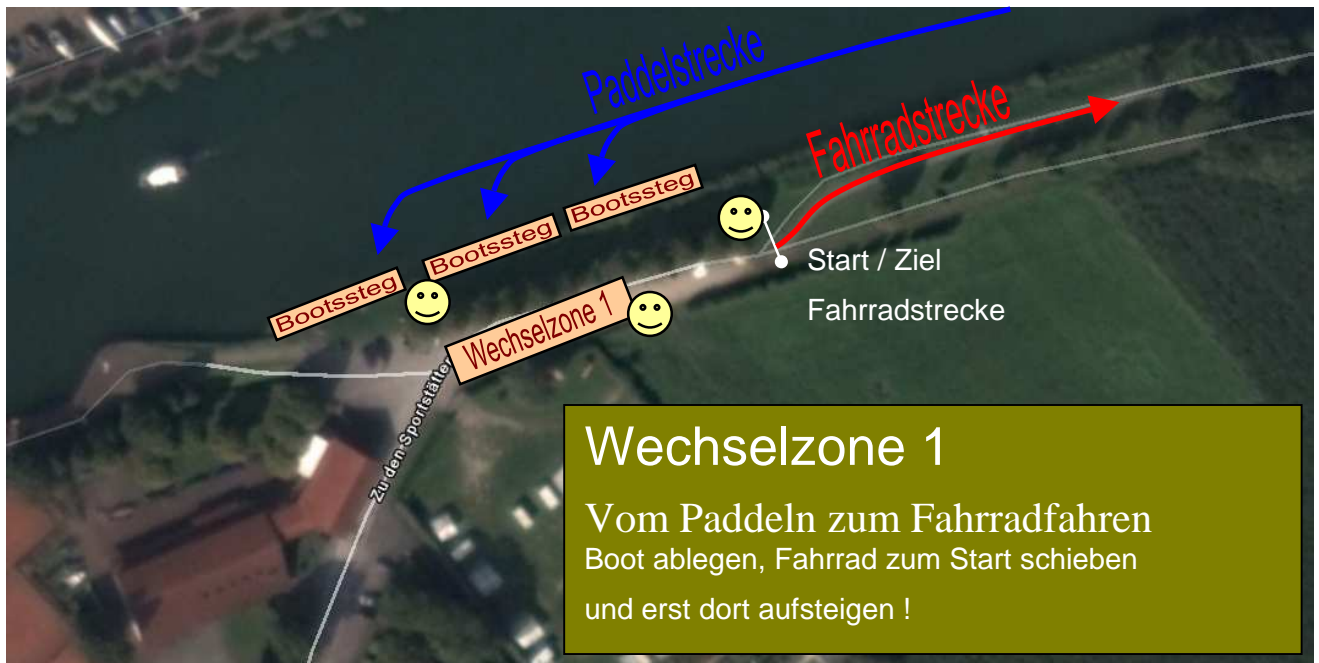 Paddelstrecke
Fahrradstrecke
Bootssteg
Bootssteg
Bootssteg
Start / Ziel
Fahrradstrecke
Wechselzone 1
Zu den Sportstätten
Wechselzone 1
Vom Paddeln zum Fahrradfahren
Boot ablegen, Fahrrad zum Start schieben
und erst dort aufsteigen !